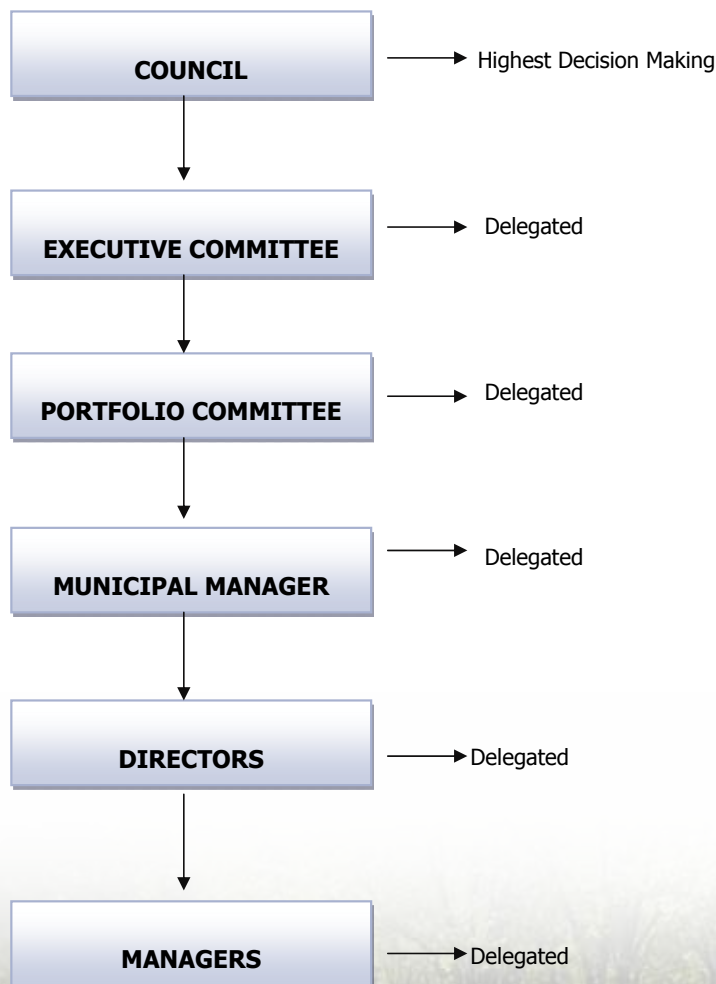 COUNCIL
Highest Decision Making
EXECUTIVE COMMITTEE
Delegated
PORTFOLIO COMMITTEE
Delegated
MUNICIPAL MANAGER
Delegated
DIRECTORS
Delegated
MANAGERS
Delegated